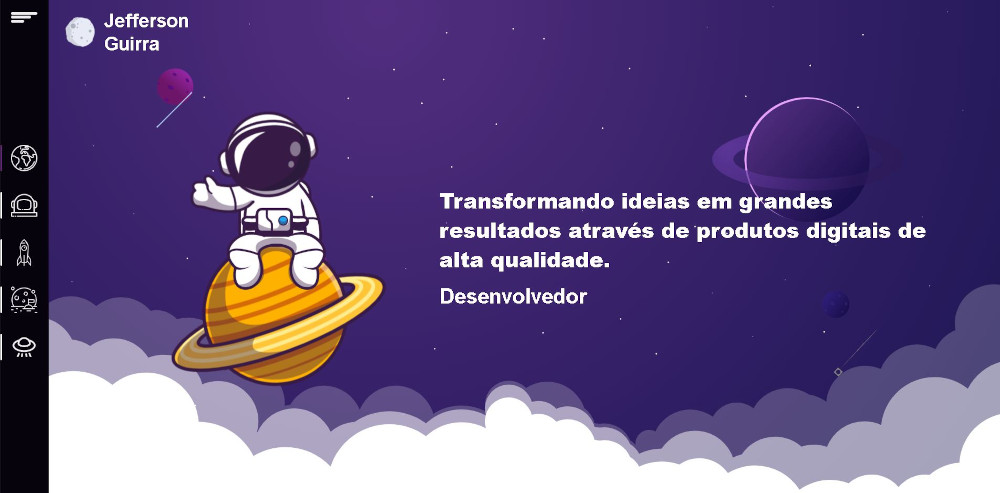 Jefferson
Guirra
Transformando ideias em grandes
resultados através de produtos digitais de
alta qualidade.
Desenvolvedor